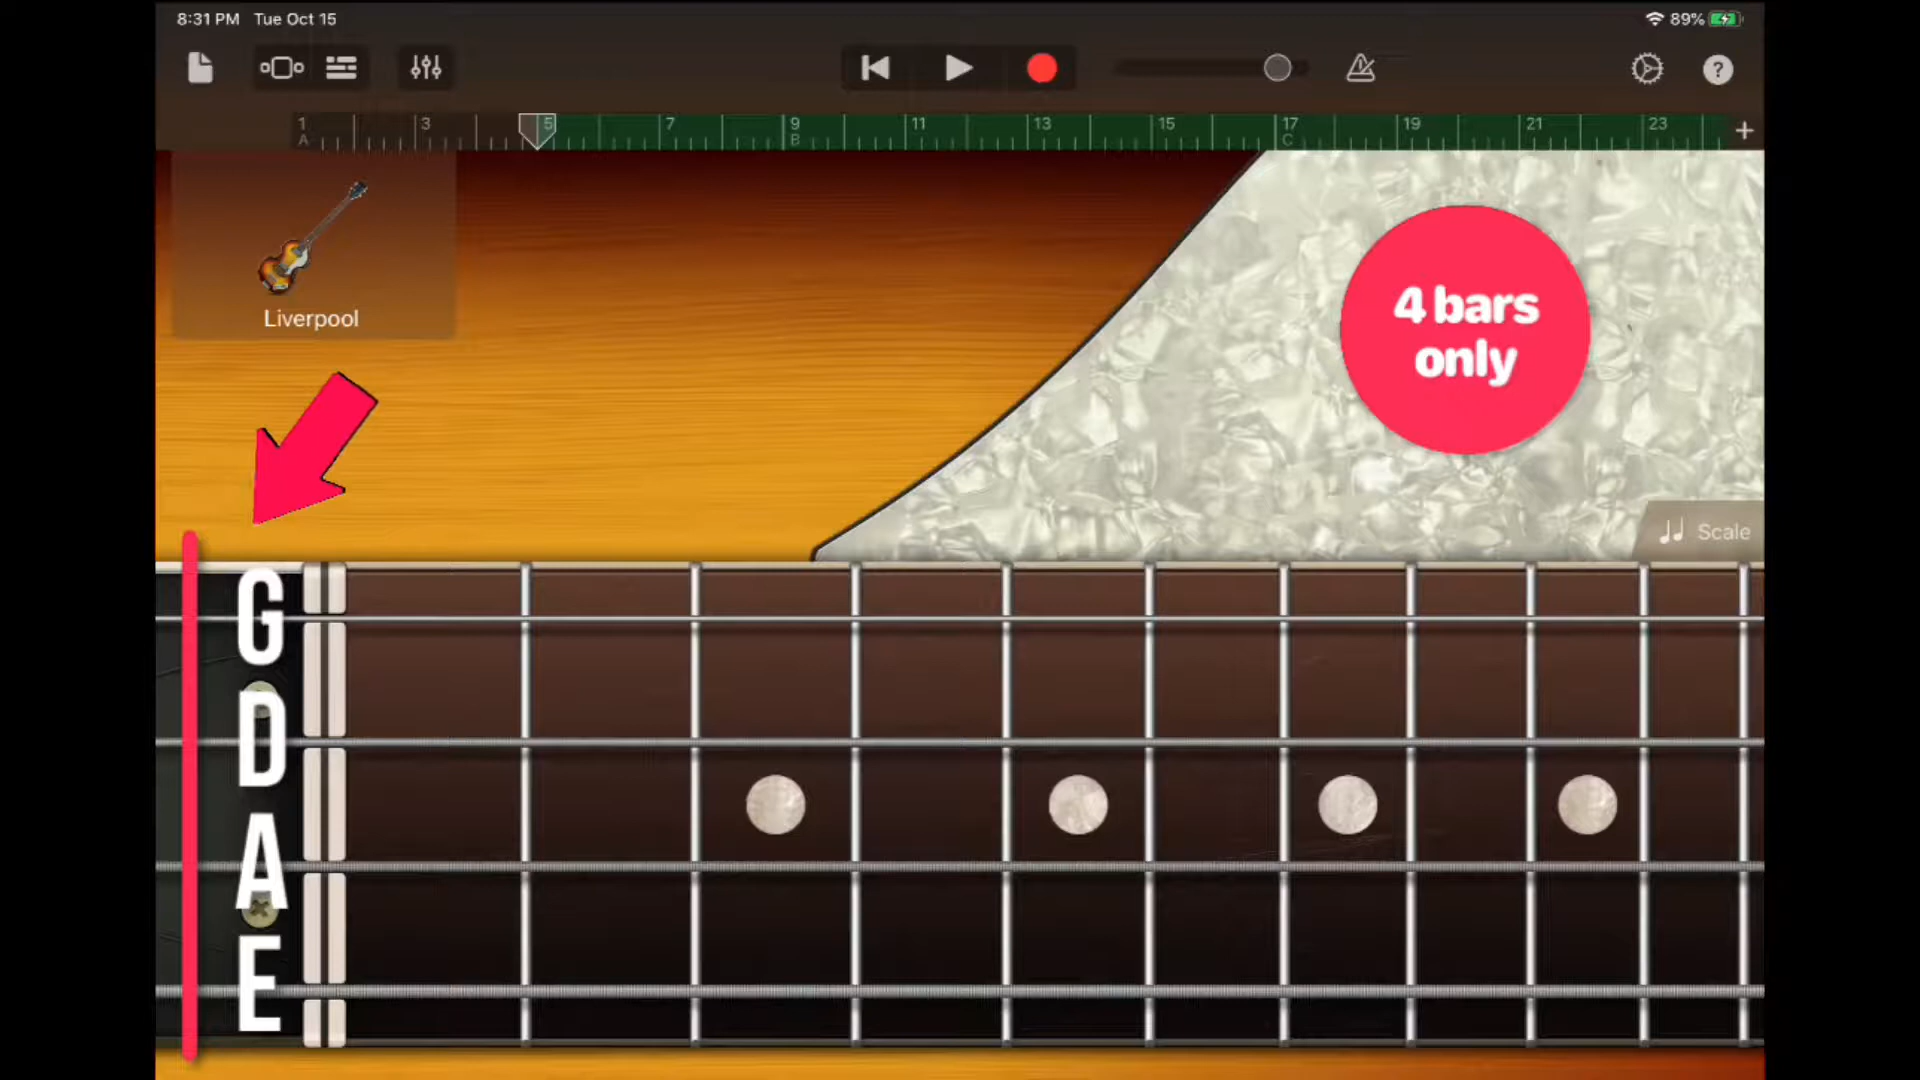 8:31 PM Tue Oct 15
89%
?
1 3 5 7 9 11 13 15 17 19 21 23 +
A B C
Liverpool
4 bars
only
Scale
G
D
A
E